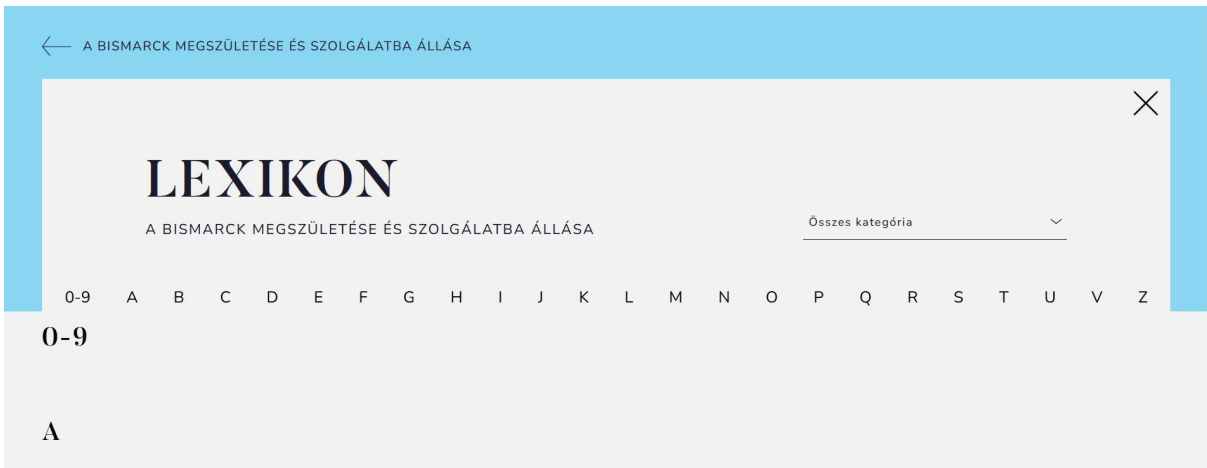 A BISMARCK MEGSZÜLETÉSE ÉS SZOLGÁLATBA ÁLLÁSA
LEXIKON
A BISMARCK MEGSZÜLETÉSE ÉS SZOLGÁLATBA ÁLLÁSA
Összes kategória
0-9 A B C D E F G H I J K L M N O P Q R S T U V Z
0-9
A